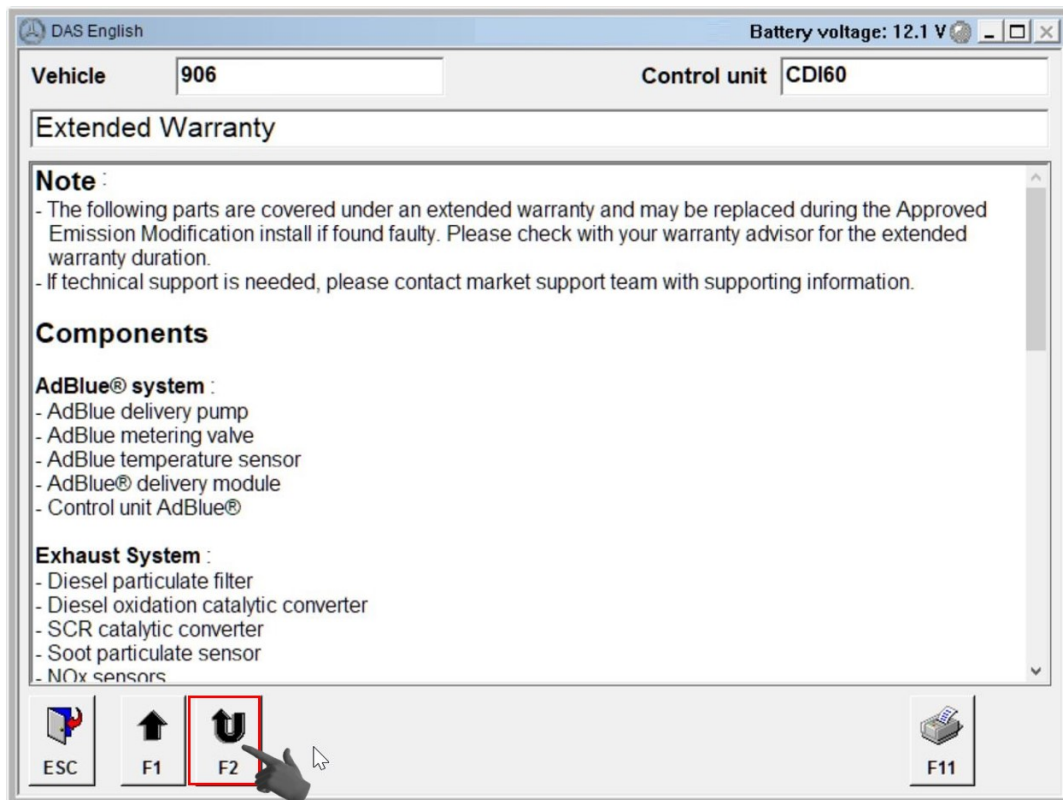 DAS English
Battery voltage: 12.1 V
Vehicle 906 Control unit CDI60
Extended Warranty
Note :
- The following parts are covered under an extended warranty and may be replaced during the Approved
Emission Modification install if found faulty. Please check with your warranty advisor for the extended
warranty duration.
- If technical support is needed, please contact market support team with supporting information.
Components
AdBlue® system :
- AdBlue delivery pump
- AdBlue metering valve
- AdBlue temperature sensor
- AdBlue® delivery module
- Control unit AdBlue®
Exhaust System :
- Diesel particulate filter
- Diesel oxidation catalytic converter
- SCR catalytic converter
- Soot particulate sensor
- NOx sensors
ESC F1 F2 F11